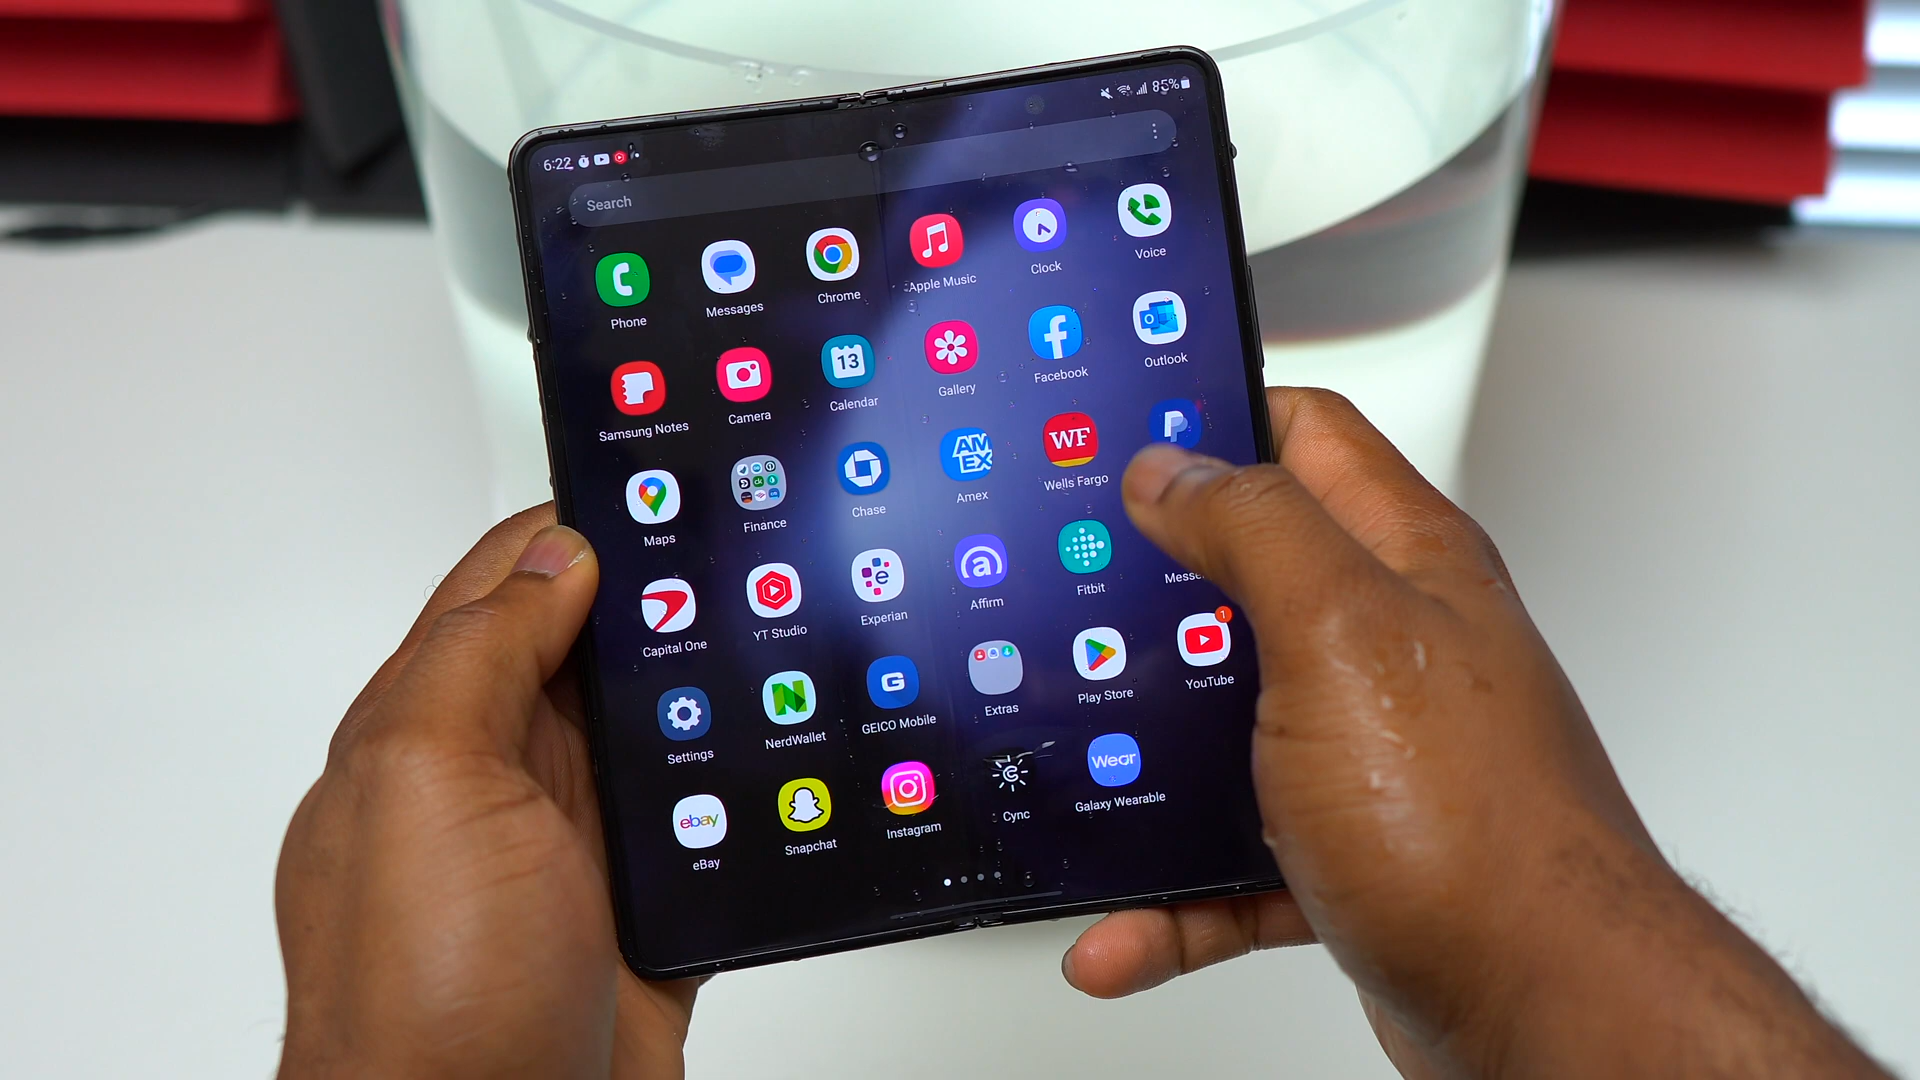 6:22
85%
Search
Phone
Messages
Chrome
Apple Music
Clock
Voice
Samsung Notes
Camera
13
Calendar
Gallery
Facebook
Outlook
Maps
Finance
Chase
AM
EX
Amex
WF
Wells Fargo
Capital One
YT Studio
e
Experian
a
Affirm
Fitbit
Settings
NerdWallet
G
GEICO Mobile
Extras
Play Store
1
YouTube
ebay
eBay
Snapchat
Instagram
C
Cync
Wear
Galaxy Wearable